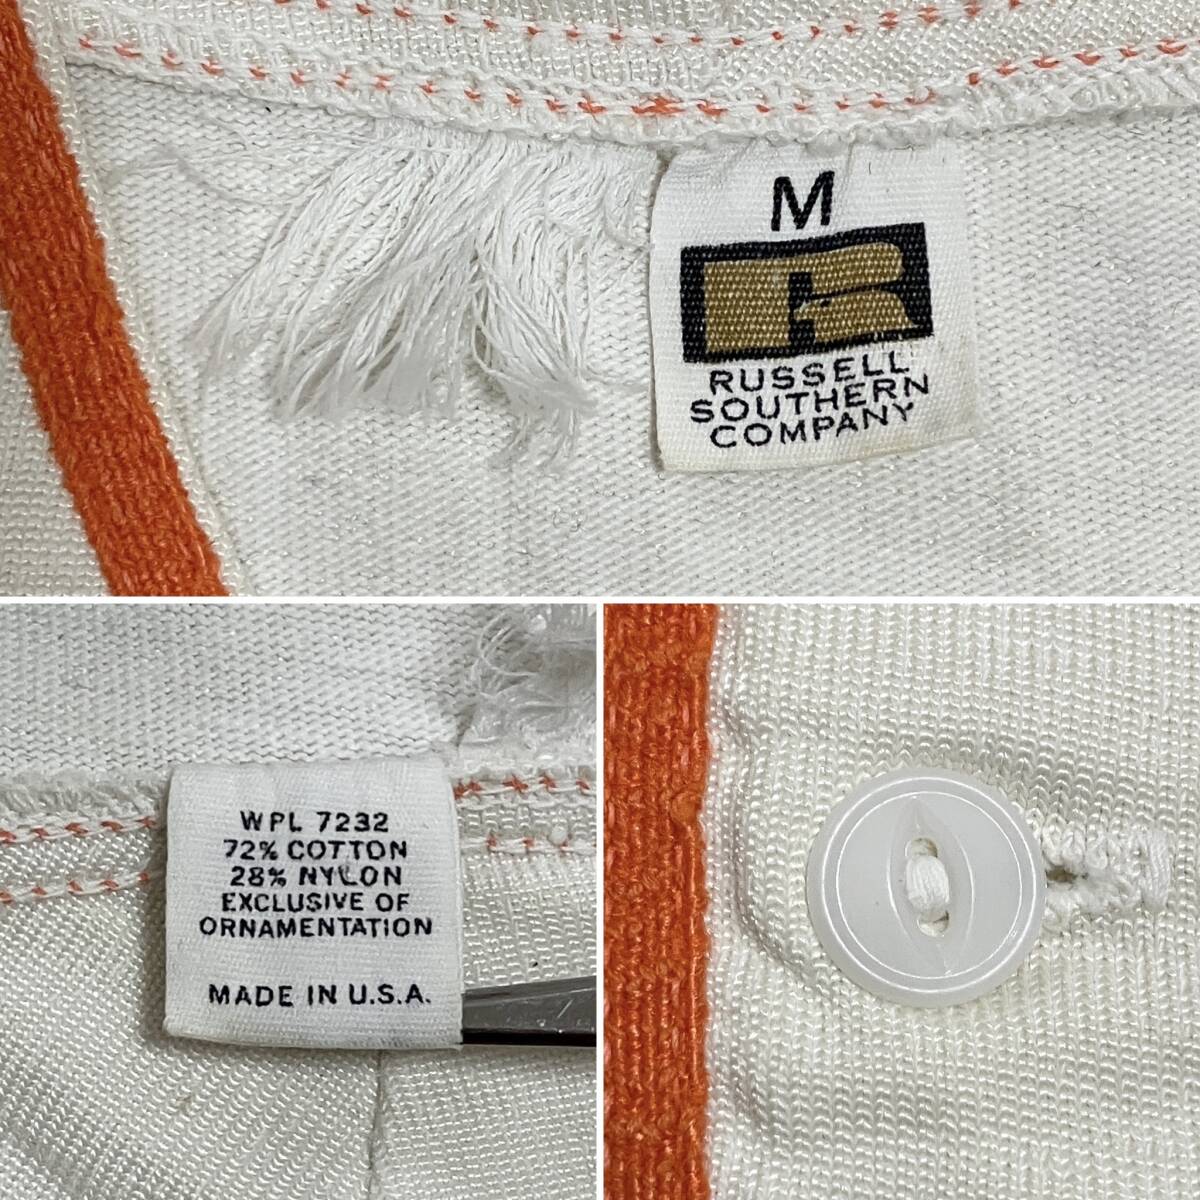 M
R
RUSSELL
SOUTHERN
COMPANY
WPL 7232
72% COTTON
28% NYLON
EXCLUSIVE OF
ORNAMENTATION
MADE IN U.S.A.